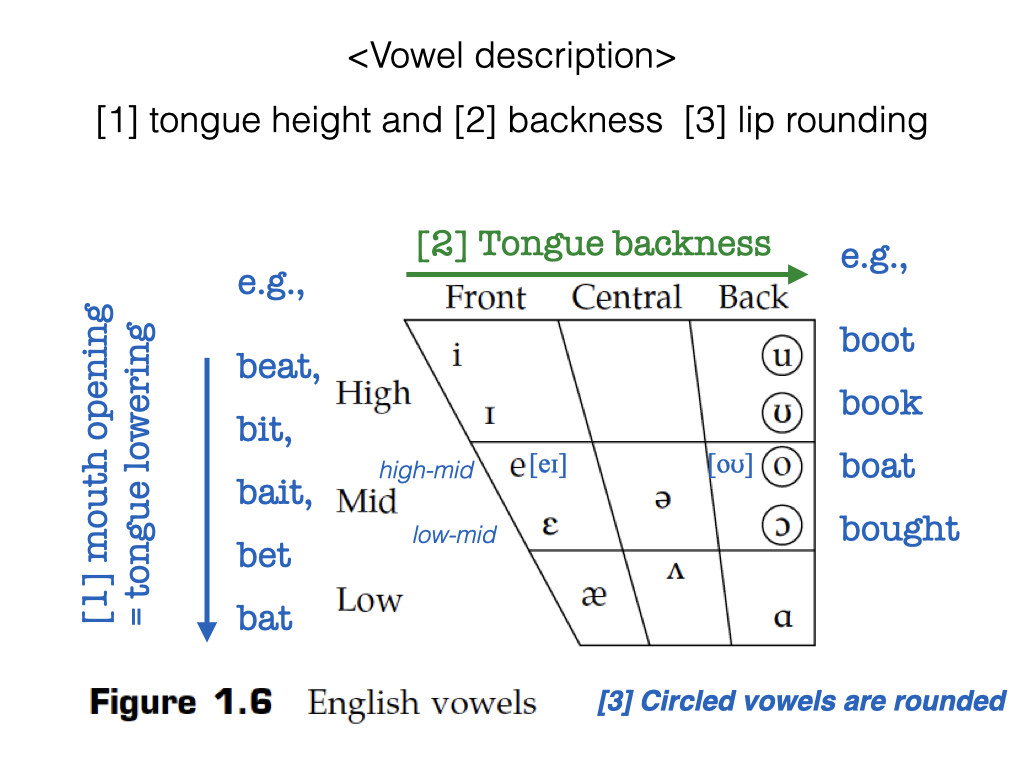 <Vowel description>
[1] tongue height and [2] backness [3] lip rounding
[2] Tongue backness
Front Central Back
[1] mouth opening
= tongue lowering
e.g.,
beat,
bit,
bait,
bet
bat
High
Mid
Low
high-mid
low-mid
i
ɪ
e [eɪ]
ɛ
æ
ə
ʌ
u
ʊ
[oʊ] o
ɔ
ɑ
e.g.,
boot
book
boat
bought
Figure 1.6 English vowels
[3] Circled vowels are rounded